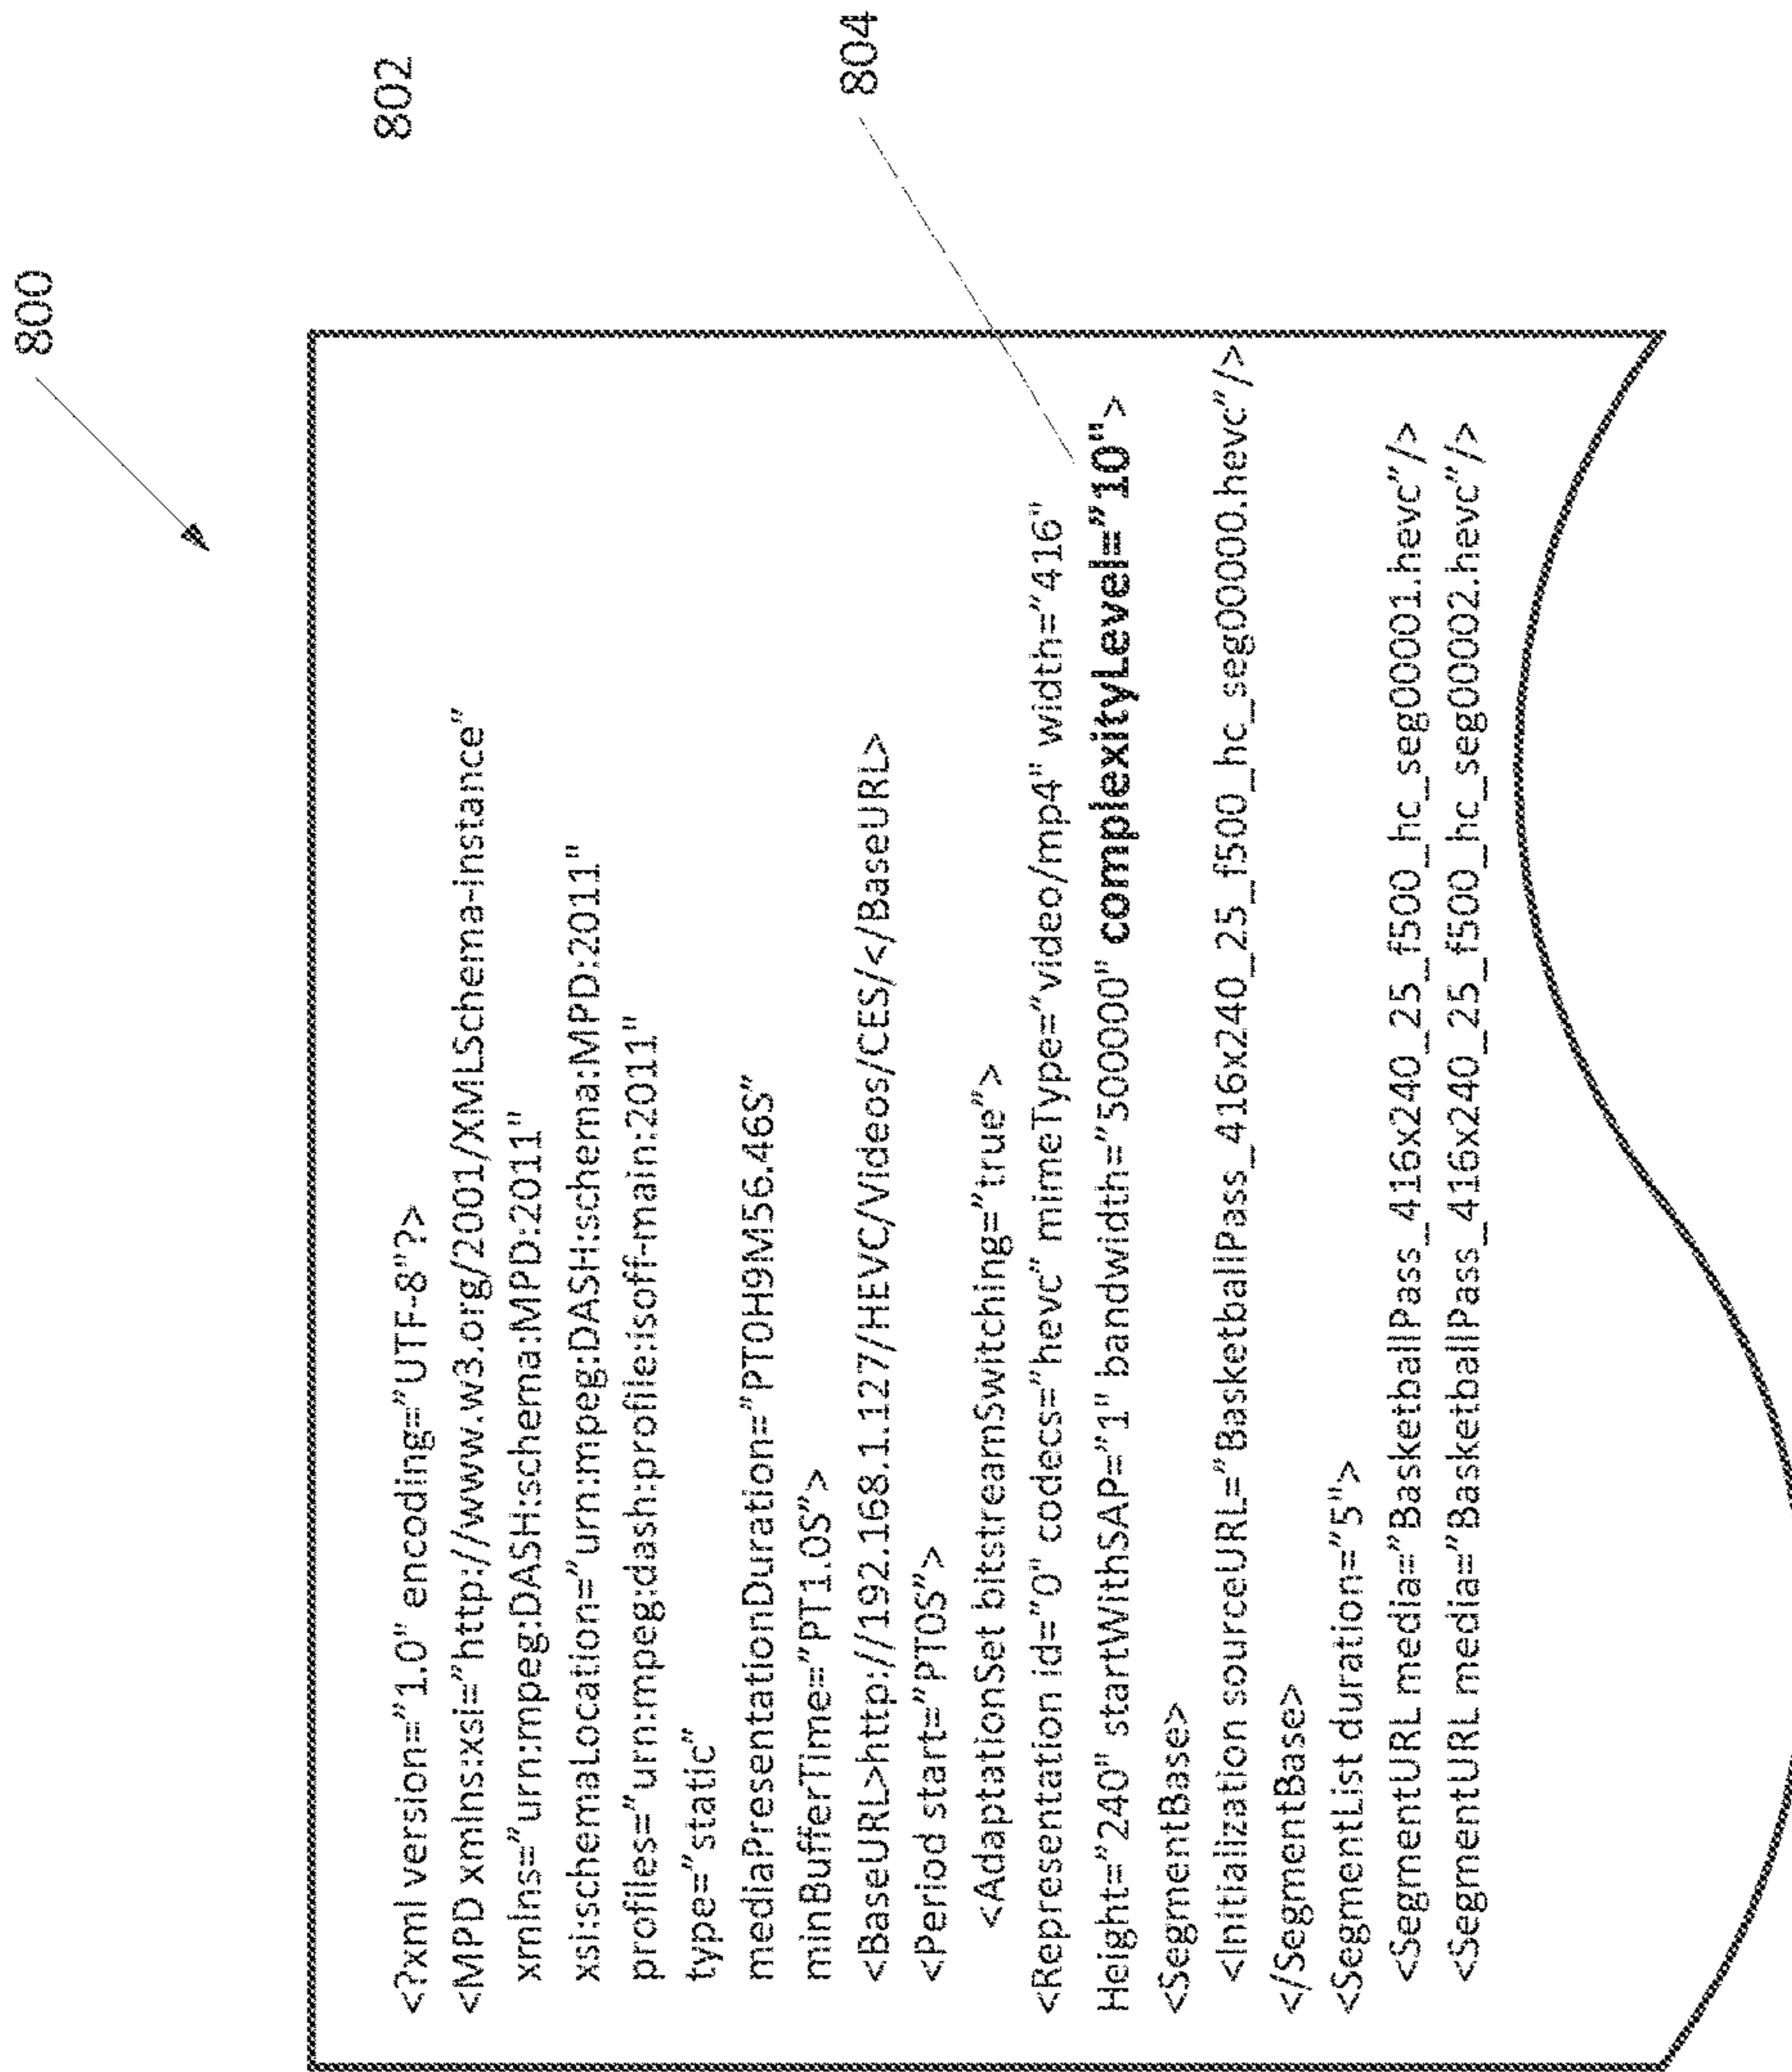 800
802
<?xml version="1.0" encoding="UTF-8"?>
<MPD xmlns:xsi="http://www.w3.org/2001/XMLSchema-instance"
xmlns="urn:mpeg:DASH:schema:MPD:2011"
xsi:schemaLocation="urn:mpeg:DASH:schema:MPD:2011"
profiles="urn:mpeg:dash:profile:isoff-main:2011"
type="static"
mediaPresentationDuration="PT0H9M56.46S"
minBufferTime="PT1.0S">
<BaseURL>http://192.168.1.127/HEVC/Videos/CES/</BaseURL>
<Period start="PT0S">
<AdaptationSet bitstreamSwitching="true">
<Representation id="0" codecs="hevc" mimeType="video/mp4" width="416"
Height="240" startWithSAP="1" bandwidth="500000" complexityLevel="10">
804
<SegmentBase>
<Initialization sourceURL="BasketballPass_416x240_25_f500_hc_seg00000.hevc"/>
</SegmentBase>
<SegmentList duration="5">
<SegmentURL media="BasketballPass_416x240_25_f500_hc_seg00001.hevc"/>
<SegmentURL media="BasketballPass_416x240_25_f500_hc_seg00002.hevc"/>